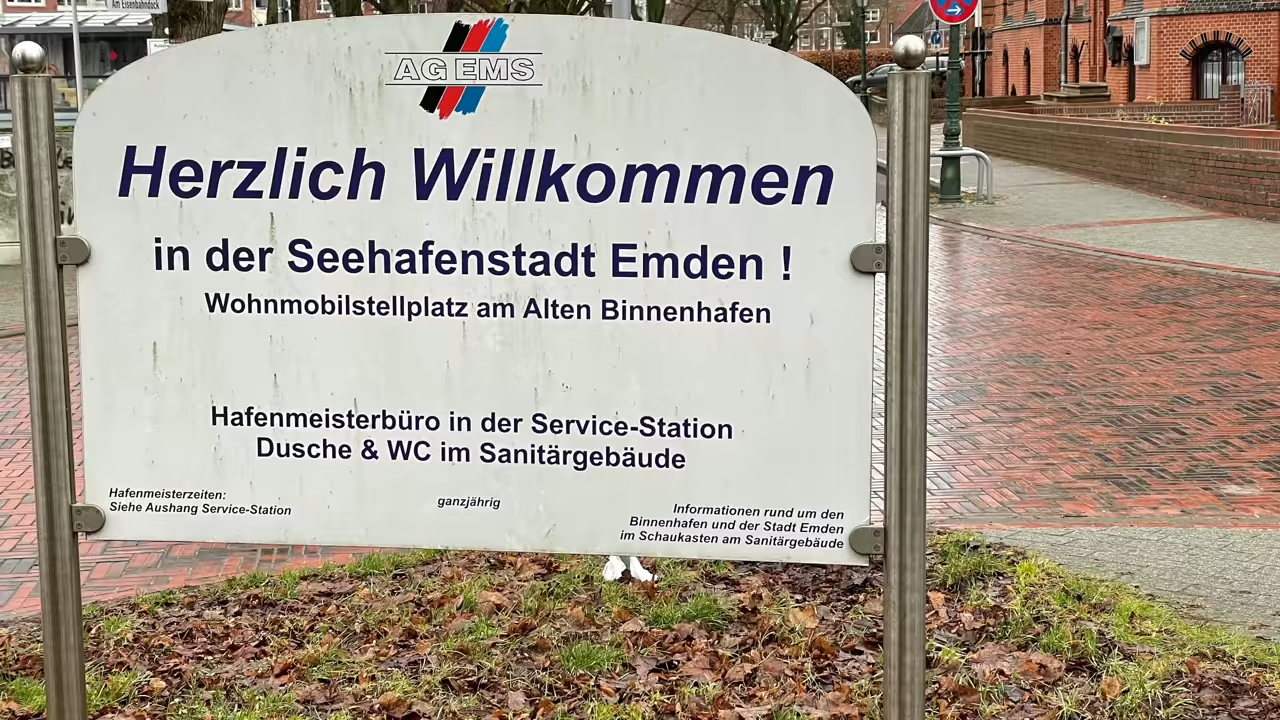 Am Eisenbahndock
AG EMS
Herzlich Willkommen
in der Seehafenstadt Emden !
Wohnmobilstellplatz am Alten Binnenhafen
Hafenmeisterbüro in der Service-Station
Dusche & WC im Sanitärgebäude
Hafenmeisterzeiten:
Siehe Aushang Service-Station
ganzjährig
Informationen rund um den
Binnenhafen und der Stadt Emden
im Schaukasten am Sanitärgebäude